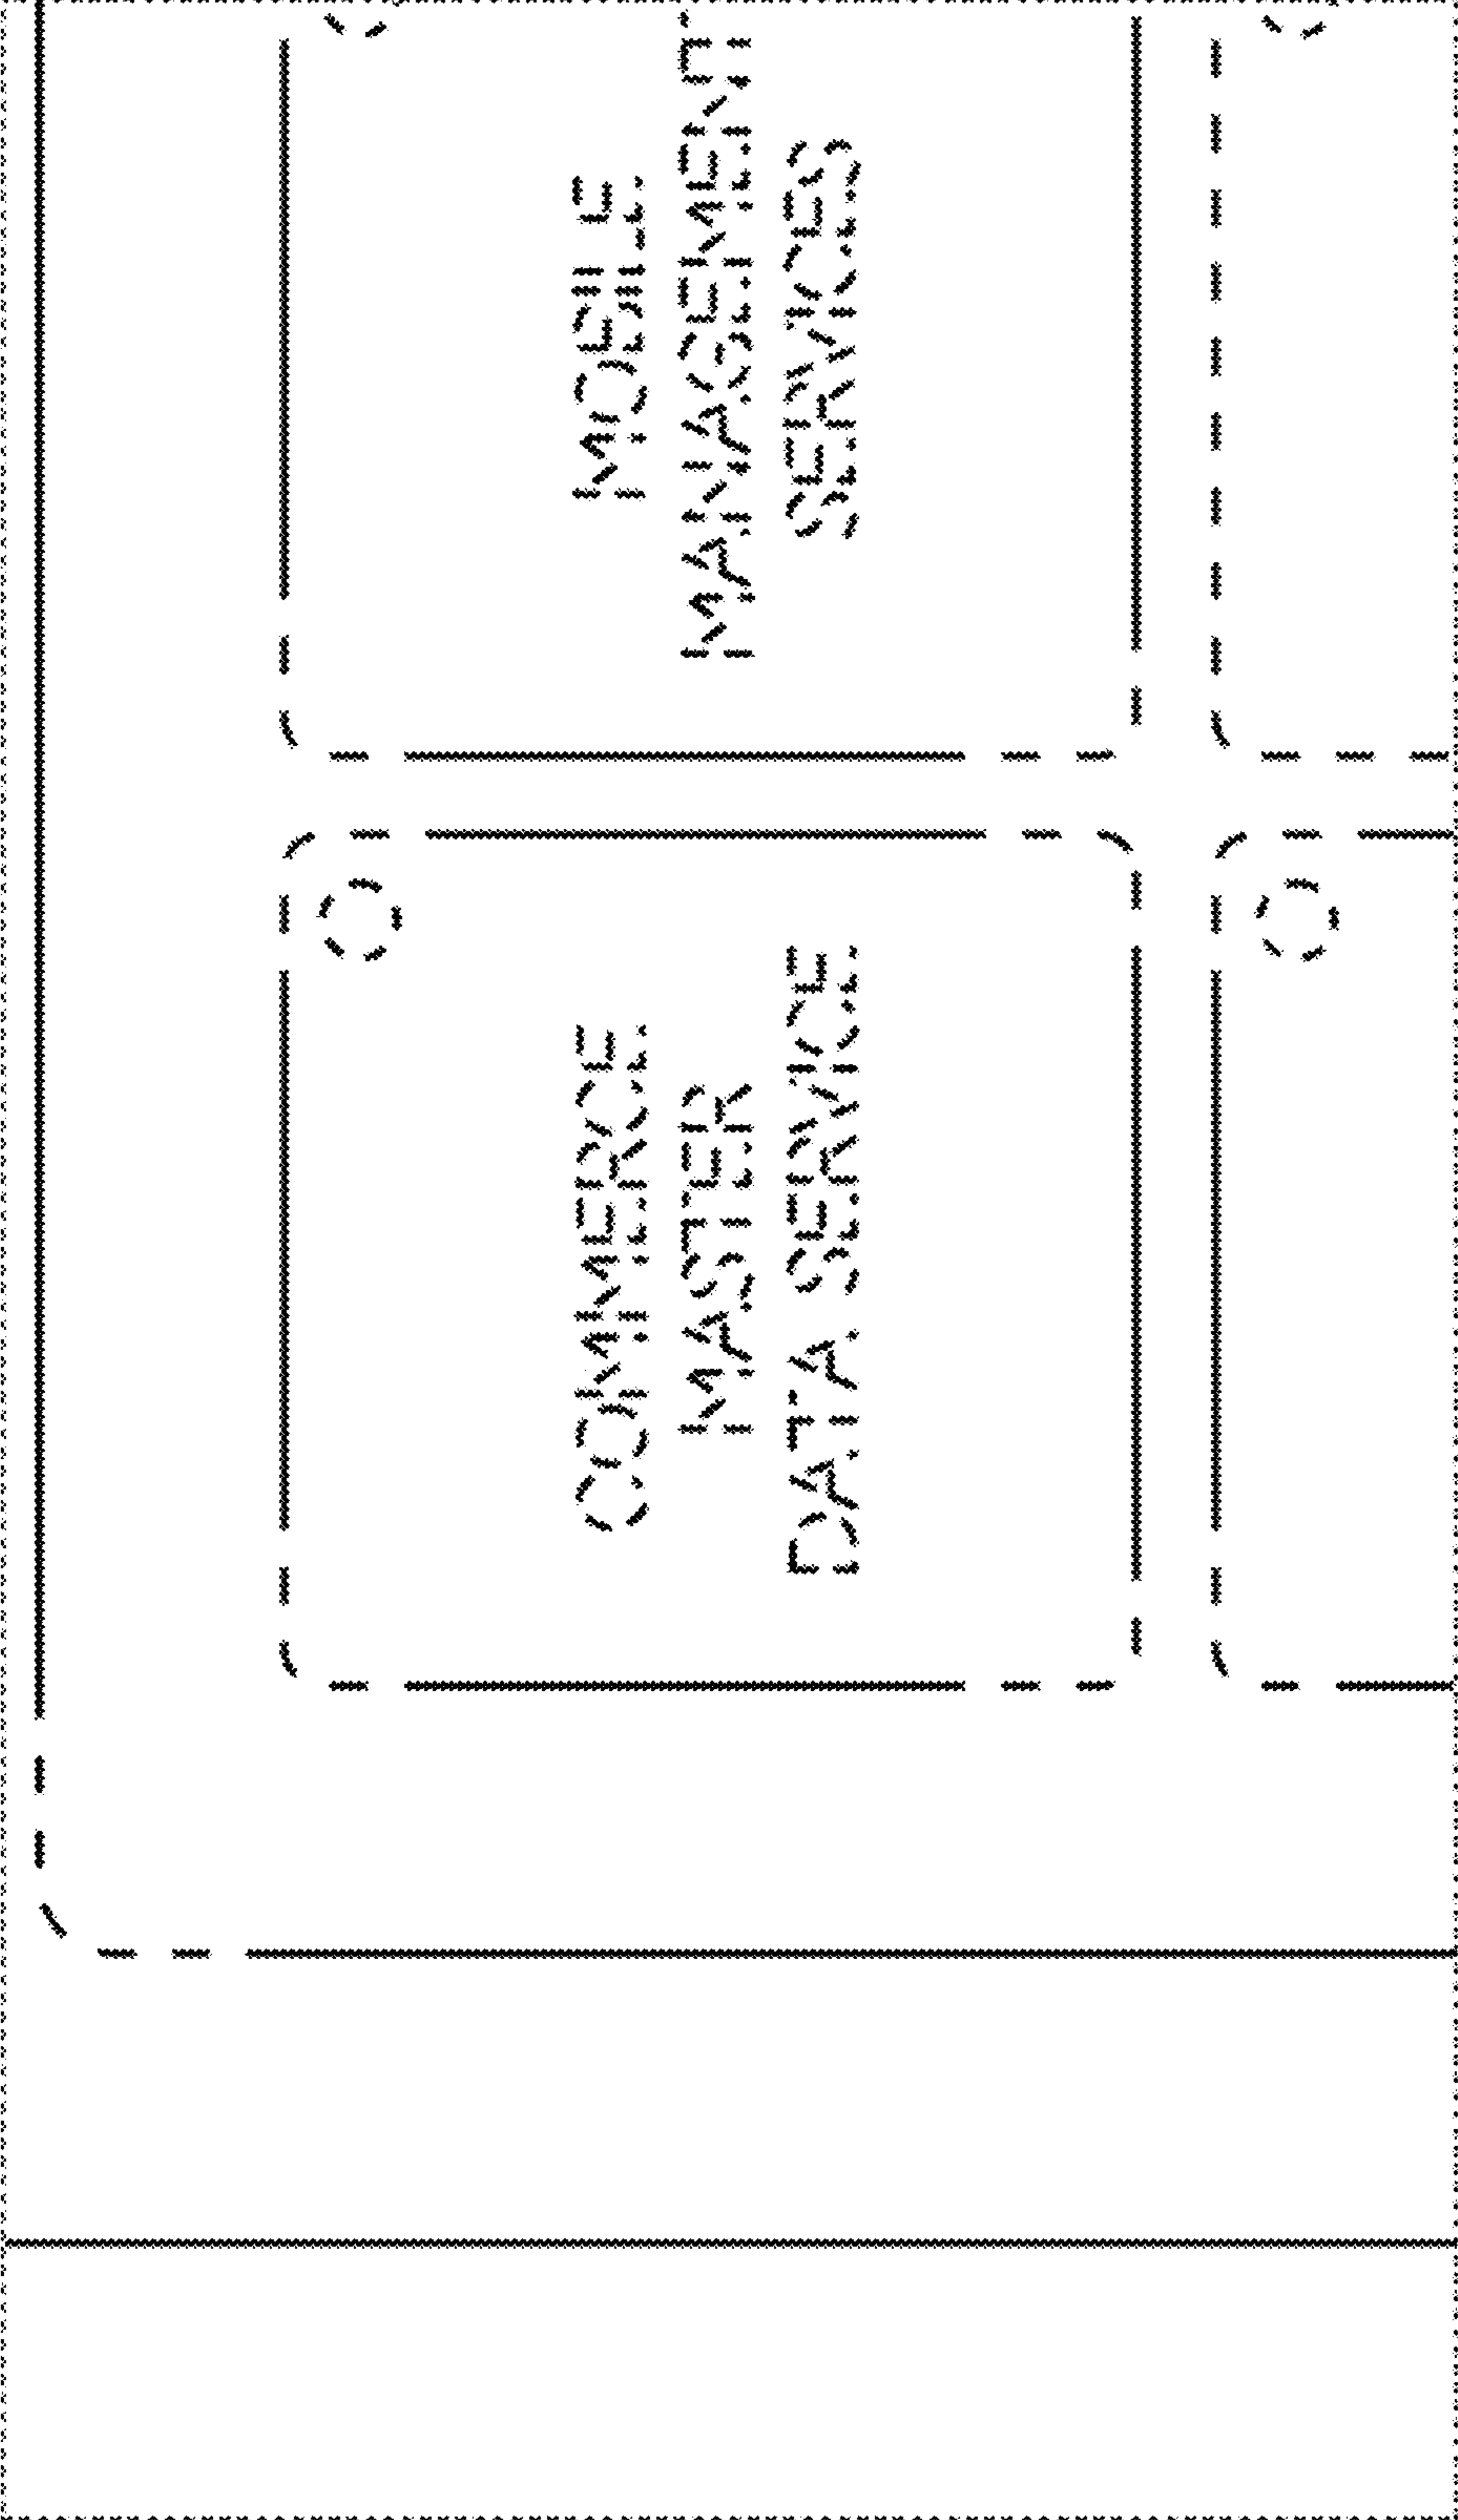 MOBILE
MANAGEMENT
SERVICES
COMMERCE
MASTER
DATA SERVICE